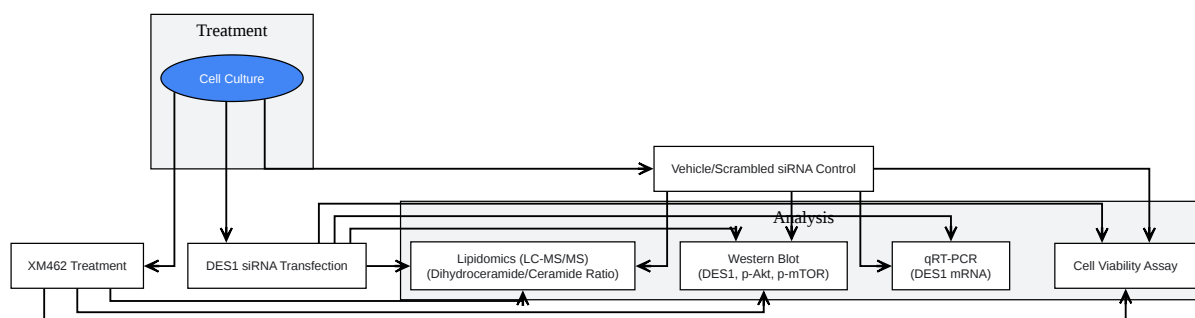 Treatment
Cell Culture
Vehicle/Scrambled siRNA Control
Analysis
XM462 Treatment
DES1 siRNA Transfection
Lipidomics (LC-MS/MS)
(Dihydroceramide/Ceramide Ratio)
Western Blot
(DES1, p-Akt, p-mTOR)
qRT-PCR
(DES1 mRNA)
Cell Viability Assay